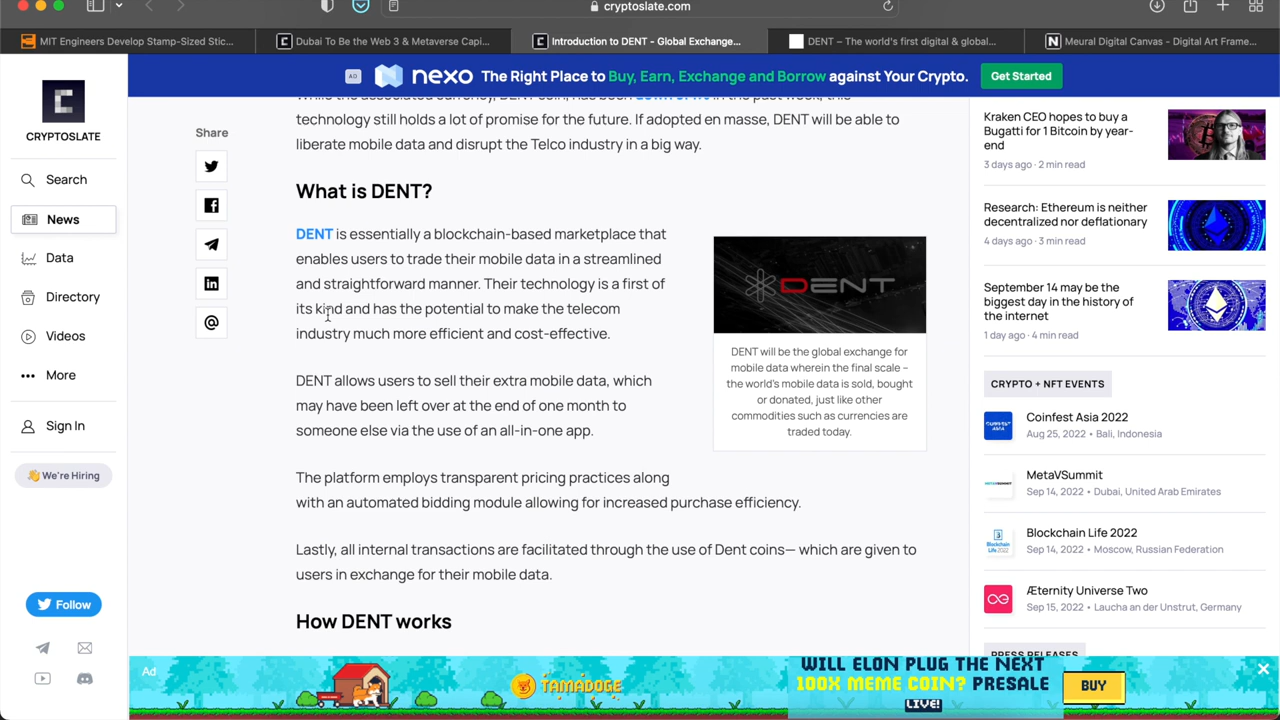 cryptoslate.com
MIT Engineers Develop Stamp-Sized Stic...
Dubai To Be the Web 3 & Metaverse Capi...
Introduction to DENT - Global Exchange...
DENT – The world's first digital & global...
Meural Digital Canvas - Digital Art Frame...
AD
nexo
The Right Place to Buy, Earn, Exchange and Borrow against Your Crypto.
Get Started
CRYPTOSLATE
Search
News
Data
Directory
Videos
More
Sign In
👋 We're Hiring
Follow
Share
While the associated currency, DENT coin, has been down 37% in the past week, this
technology still holds a lot of promise for the future. If adopted en masse, DENT will be able to
liberate mobile data and disrupt the Telco industry in a big way.
What is DENT?
DENT is essentially a blockchain-based marketplace that
enables users to trade their mobile data in a streamlined
and straightforward manner. Their technology is a first of
its kind and has the potential to make the telecom
industry much more efficient and cost-effective.
DENT allows users to sell their extra mobile data, which
may have been left over at the end of one month to
someone else via the use of an all-in-one app.
The platform employs transparent pricing practices along
with an automated bidding module allowing for increased purchase efficiency.
Lastly, all internal transactions are facilitated through the use of Dent coins— which are given to
users in exchange for their mobile data.
How DENT works
DENT
DENT will be the global exchange for
mobile data wherein the final scale –
the world's mobile data is sold, bought
or donated, just like other
commodities such as currencies are
traded today.
Kraken CEO hopes to buy a
Bugatti for 1 Bitcoin by year-
end
3 days ago · 2 min read
Research: Ethereum is neither
decentralized nor deflationary
4 days ago · 3 min read
September 14 may be the
biggest day in the history of
the internet
1 day ago · 4 min read
CRYPTO + NFT EVENTS
Coinfest Asia 2022
Aug 25, 2022 • Bali, Indonesia
MetaVSummit
Sep 14, 2022 • Dubai, United Arab Emirates
Blockchain Life 2022
Sep 14, 2022 • Moscow, Russian Federation
Æternity Universe Two
Sep 15, 2022 • Laucha an der Unstrut, Germany
PRESS RELEASES
Ad
TAMADOGE
WILL ELON PLUG THE NEXT
100X MEME COIN? PRESALE
LIVE!
BUY